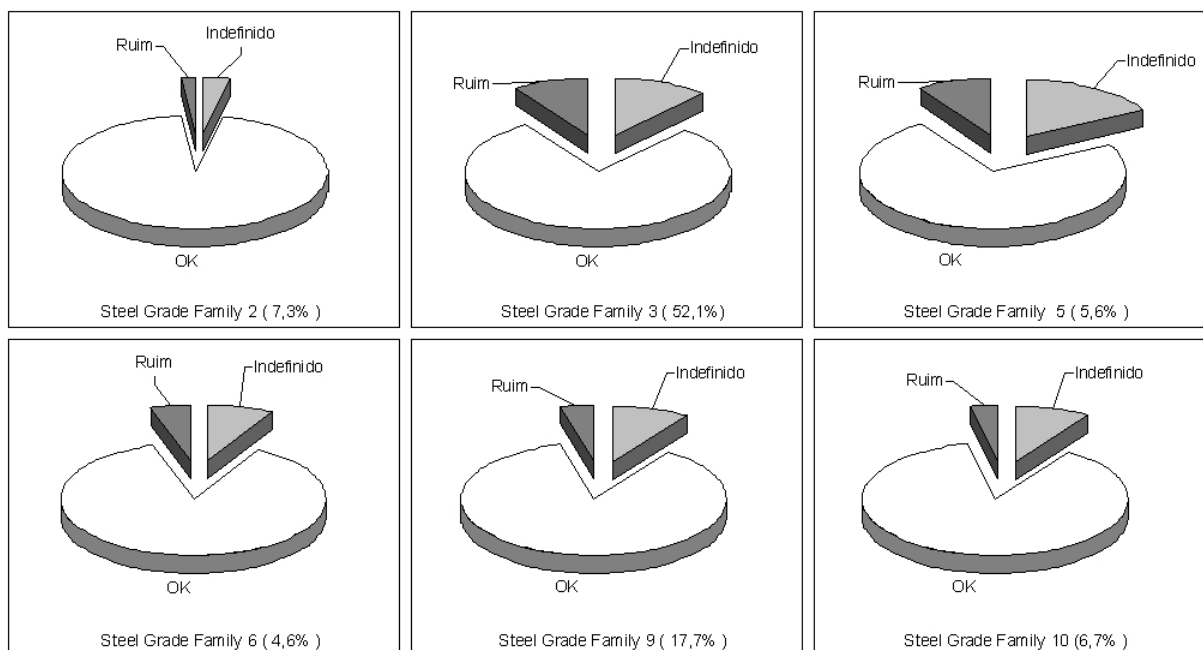 Ruim
Indefinido
OK
Steel Grade Family 2 ( 7,3% )
Ruim
Indefinido
OK
Steel Grade Family 3 ( 52,1%)
Ruim
Indefinido
OK
Steel Grade Family 5 ( 5,6% )
Ruim
Indefinido
OK
Steel Grade Family 6 ( 4,6% )
Ruim
Indefinido
OK
Steel Grade Family 9 ( 17,7% )
Ruim
Indefinido
OK
Steel Grade Family 10 (6,7% )